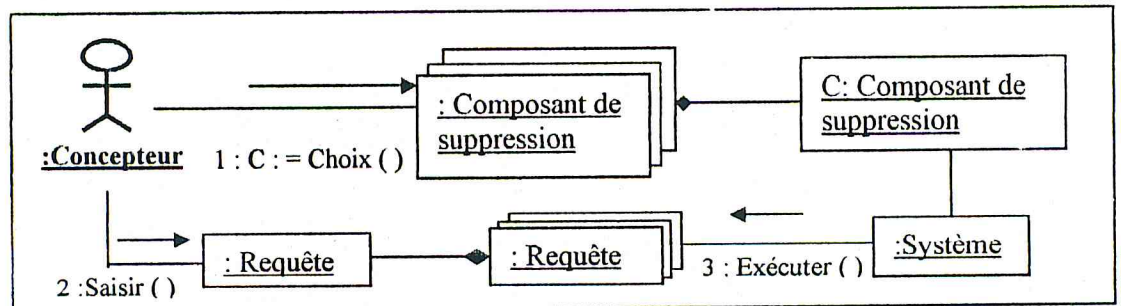 : Composant de
suppression
C: Composant de
suppression
:Concepteur
1 : C : = Choix ( )
: Requête
: Requête
:Système
2 :Saisir ( )
3 : Exécuter ( )